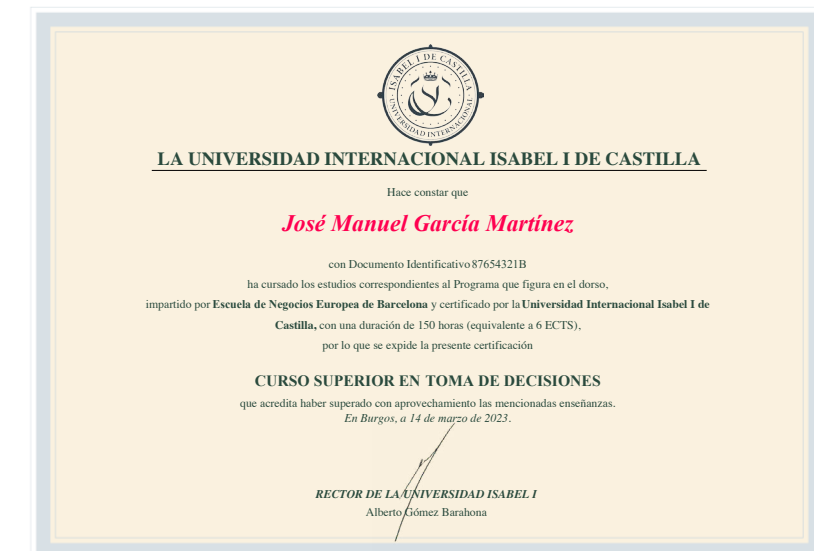 ISABEL I DE CASTILLA
UNIVERSIDAD INTERNACIONAL
LA UNIVERSIDAD INTERNACIONAL ISABEL I DE CASTILLA
Hace constar que
José Manuel García Martínez
con Documento Identificativo 87654321B
ha cursado los estudios correspondientes al Programa que figura en el dorso,
impartido por Escuela de Negocios Europea de Barcelona y certificado por la Universidad Internacional Isabel I de
Castilla, con una duración de 150 horas (equivalente a 6 ECTS),
por lo que se expide la presente certificación
CURSO SUPERIOR EN TOMA DE DECISIONES
que acredita haber superado con aprovechamiento las mencionadas enseñanzas.
En Burgos, a 14 de marzo de 2023.
RECTOR DE LA UNIVERSIDAD ISABEL I
Alberto Gómez Barahona